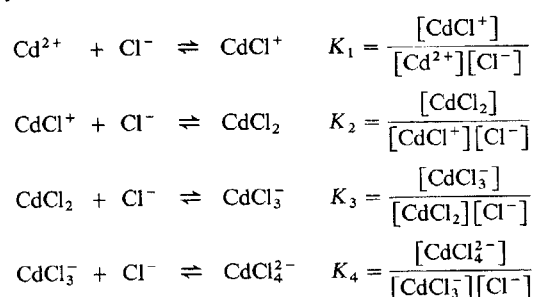 Cd²⁺ + Cl⁻ ⇌ CdCl⁺ K₁ = [CdCl⁺] / [Cd²⁺][Cl⁻]
CdCl⁺ + Cl⁻ ⇌ CdCl₂ K₂ = [CdCl₂] / [CdCl⁺][Cl⁻]
CdCl₂ + Cl⁻ ⇌ CdCl₃⁻ K₃ = [CdCl₃⁻] / [CdCl₂][Cl⁻]
CdCl₃⁻ + Cl⁻ ⇌ CdCl₄²⁻ K₄ = [CdCl₄²⁻] / [CdCl₃⁻][Cl⁻]